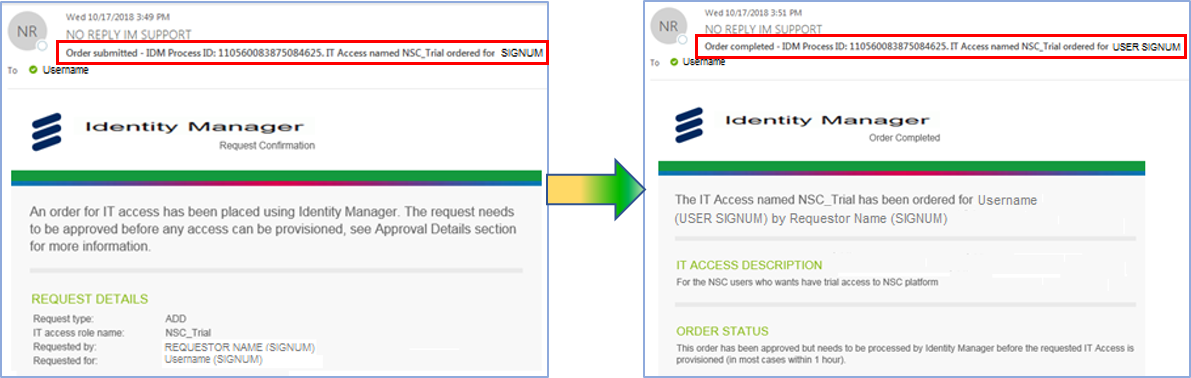 Wed 10/17/2018 3:49 PM
NR
NO REPLY IM SUPPORT
Order submitted - IDM Process ID: 110560083875084625. IT Access named NSC_Trial ordered for SIGNUM
To Username
Identity Manager
Request Confirmation
An order for IT access has been placed using Identity Manager. The request needs
to be approved before any access can be provisioned, see Approval Details section
for more information.
REQUEST DETAILS
Request type: ADD
IT access role name: NSC_Trial
Requested by: REQUESTOR NAME (SIGNUM)
Requested for: Username (SIGNUM)
Wed 10/17/2018 3:51 PM
NR
NO REPLY IM SUPPORT
Order completed - IDM Process ID: 110560083875084625. IT Access named NSC_Trial ordered for USER SIGNUM
To Username
Identity Manager
Order Completed
The IT Access named NSC_Trial has been ordered for Username
(USER SIGNUM) by Requestor Name (SIGNUM)
IT ACCESS DESCRIPTION
For the NSC users who wants have trial access to NSC platform
ORDER STATUS
This order has been approved but needs to be processed by Identity Manager before the requested IT Access is
provisioned (in most cases within 1 hour).